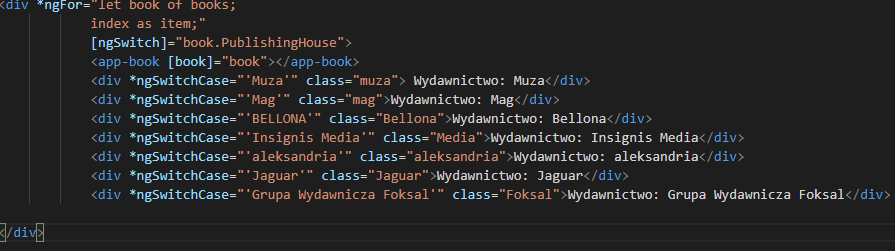 <div *ngFor="let book of books;
index as item;"
[ngSwitch]="book.PublishingHouse">
<app-book [book]="book"></app-book>
<div *ngSwitchCase="'Muza'" class="muza"> Wydawnictwo: Muza</div>
<div *ngSwitchCase="'Mag'" class="mag">Wydawnictwo: Mag</div>
<div *ngSwitchCase="'BELLONA'" class="Bellona">Wydawnictwo: Bellona</div>
<div *ngSwitchCase="'Insignis Media'" class="Media">Wydawnictwo: Insignis Media</div>
<div *ngSwitchCase="'aleksandria'" class="aleksandria">Wydawnictwo: aleksandria</div>
<div *ngSwitchCase="'Jaguar'" class="Jaguar">Wydawnictwo: Jaguar</div>
<div *ngSwitchCase="'Grupa Wydawnicza Foksal'" class="Foksal">Wydawnictwo: Grupa Wydawnicza Foksal</div>
</div>